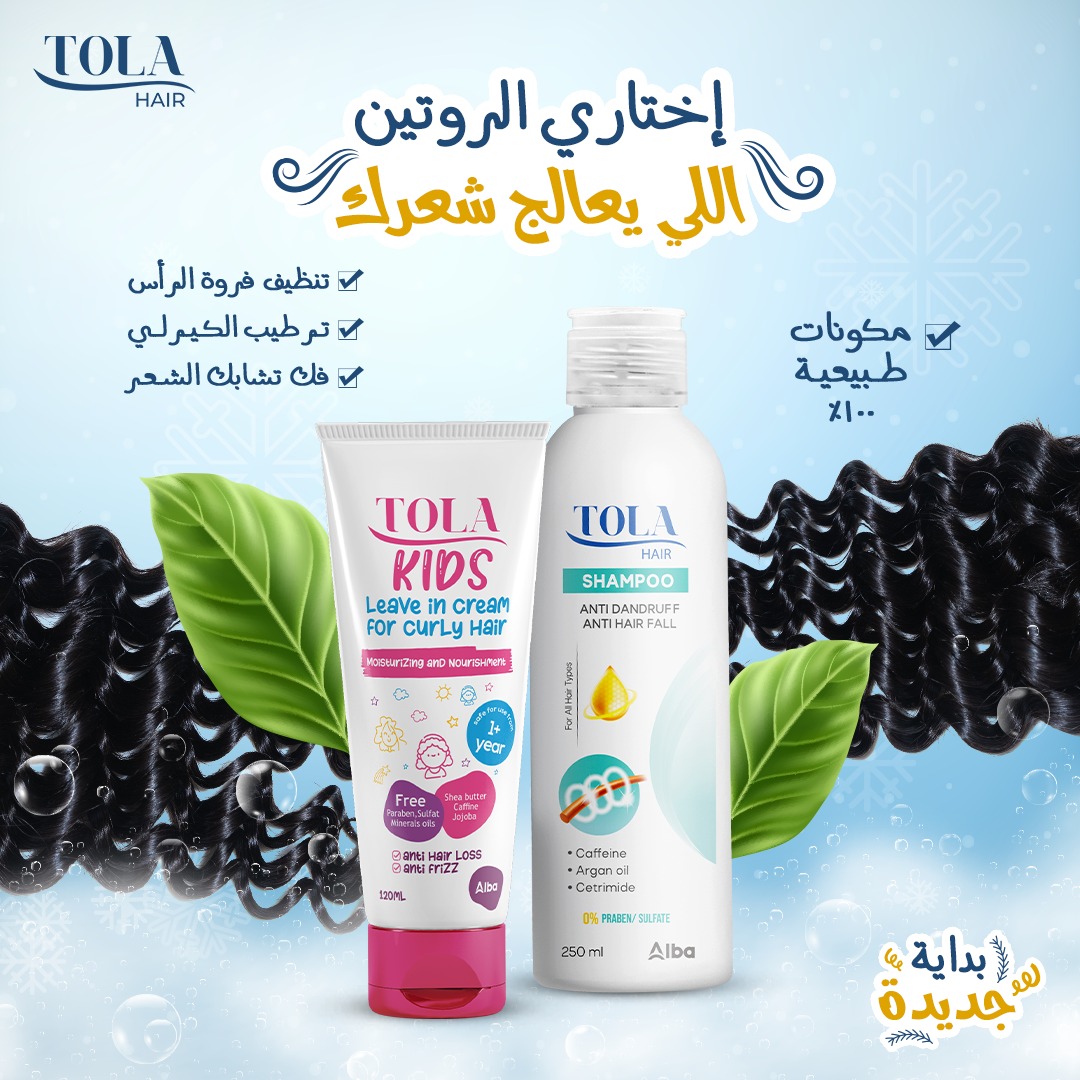 TOLA
HAIR
إختاري الروتين
اللي يعالج شعرك
تنظيف فروة الرأس
ترطيب الكيرلي
فك تشابك الشعر
مكونات
طبيعية
١٠٠٪
TOLA
KIDS
Leave in cream
for curly Hair
Moisturizing and Nourishment
safe for use from
1+
year
Free
Paraben,Sulfat
Minerals oils
Shea butter
Caffine
Jojoba
anti Hair Loss
anti frizz
120ML
Alba
TOLA
HAIR
SHAMPOO
ANTI DANDRUFF
ANTI HAIR FALL
For All Hair Types
• Caffeine
• Argan oil
• Cetrimide
0% PRABEN/ SULFATE
250 ml
Alba
بداية
جديدة